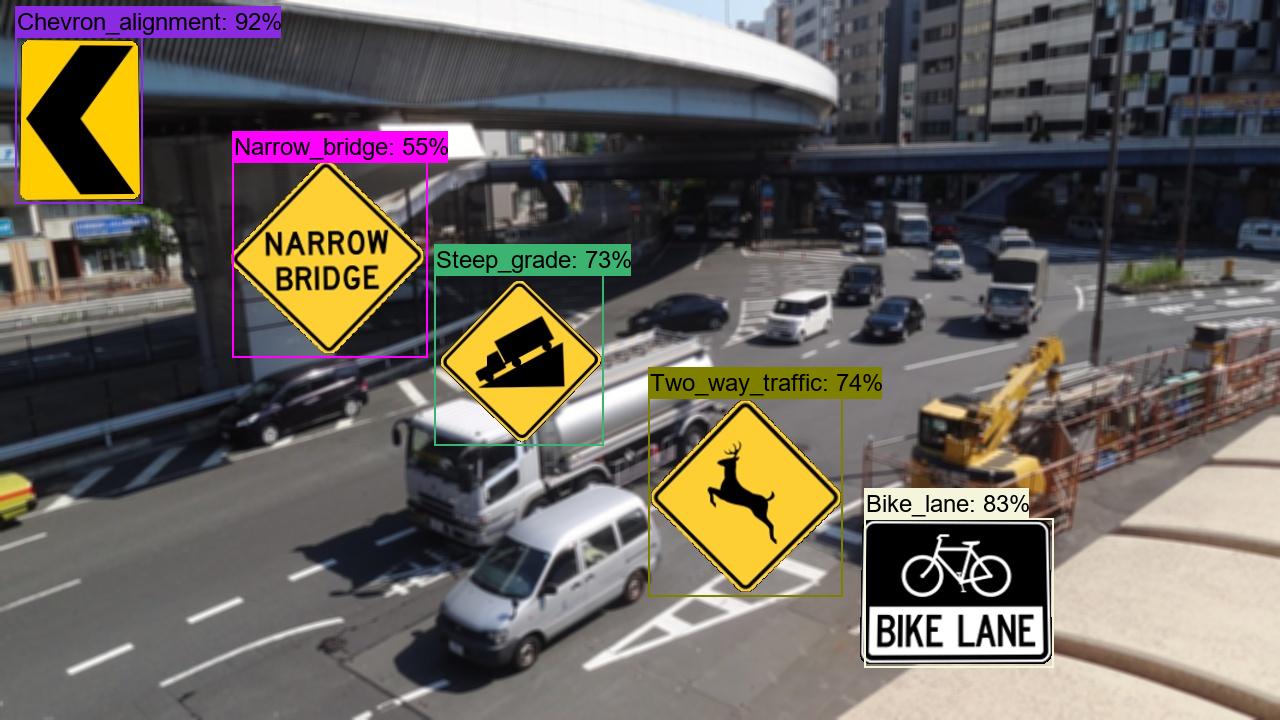 Chevron_alignment: 92%
Narrow_bridge: 55%
NARROW
BRIDGE
Steep_grade: 73%
Two_way_traffic: 74%
Bike_lane: 83%
BIKE LANE